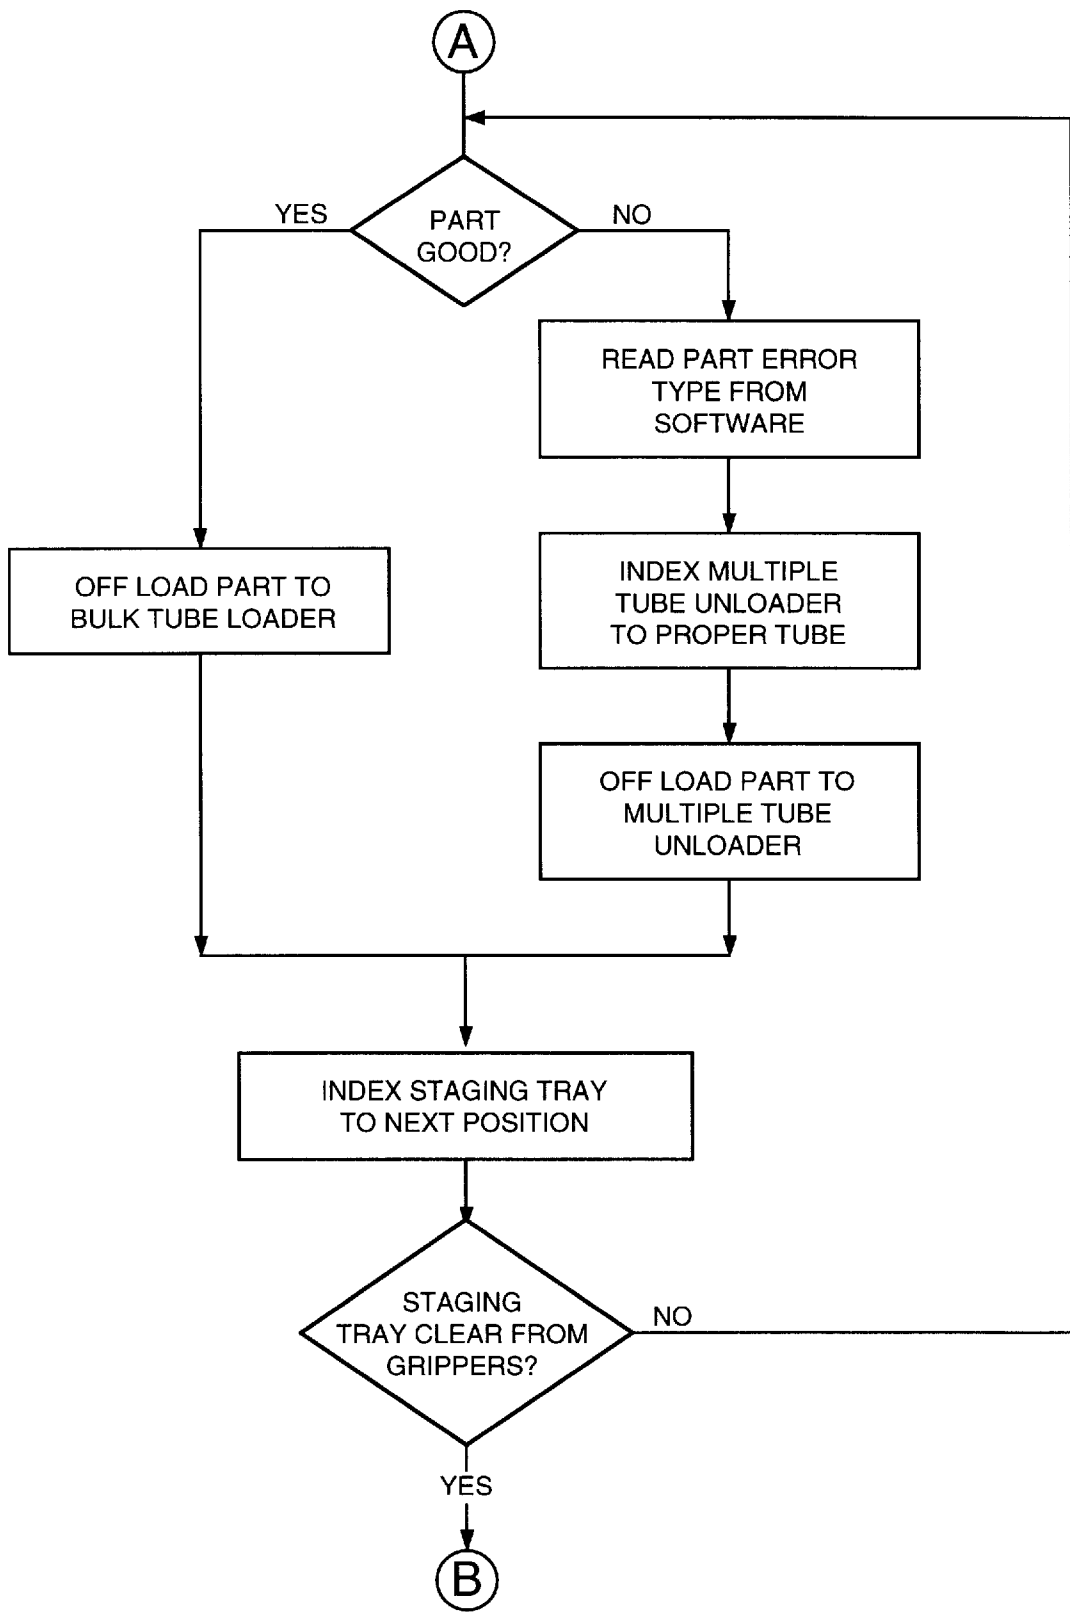 A
YES
PART
GOOD?
NO
READ PART ERROR
TYPE FROM
SOFTWARE
OFF LOAD PART TO
BULK TUBE LOADER
INDEX MULTIPLE
TUBE UNLOADER
TO PROPER TUBE
OFF LOAD PART TO
MULTIPLE TUBE
UNLOADER
INDEX STAGING TRAY
TO NEXT POSITION
STAGING
TRAY CLEAR FROM
GRIPPERS?
NO
YES
B